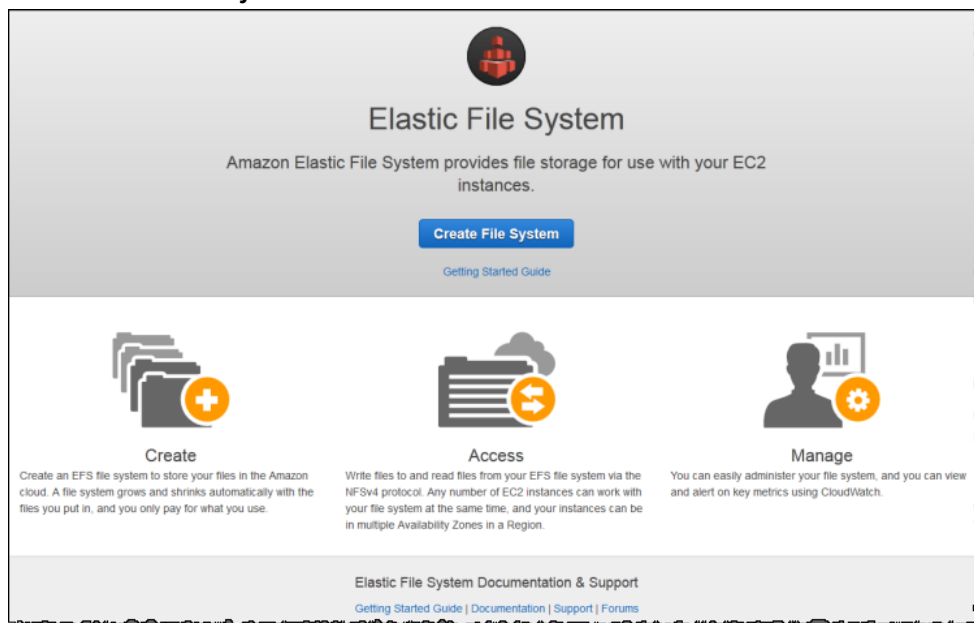 Elastic File System
Amazon Elastic File System provides file storage for use with your EC2
instances.
Create File System
Getting Started Guide
Create
Create an EFS file system to store your files in the Amazon
cloud. A file system grows and shrinks automatically with the
files you put in, and you only pay for what you use.
Access
Write files to and read files from your EFS file system via the
NFSv4 protocol. Any number of EC2 instances can work with
your file system at the same time, and your instances can be
in multiple Availability Zones in a Region.
Manage
You can easily administer your file system, and you can view
and alert on key metrics using CloudWatch.
Elastic File System Documentation & Support
Getting Started Guide | Documentation | Support | Forums